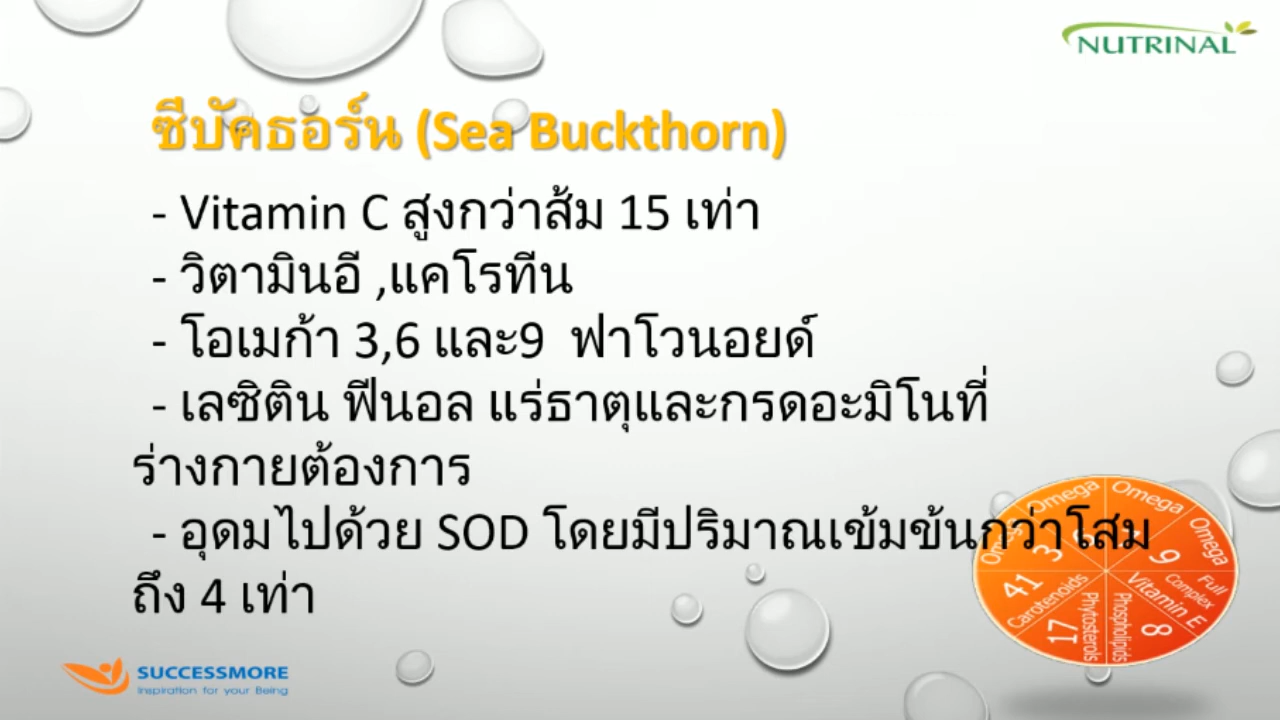 NUTRINAL
ซีบัคธอร์น (Sea Buckthorn)
- Vitamin C สูงกว่าส้ม 15 เท่า
- วิตามินอี ,แคโรทีน
- โอเมก้า 3,6 และ9 ฟาโวนอยด์
- เลซิติน ฟีนอล แร่ธาตุและกรดอะมิโนที่
ร่างกายต้องการ
- อุดมไปด้วย SOD โดยมีปริมาณเข้มข้นกว่าโสม
ถึง 4 เท่า
Omega 3
Omega
Omega
Omega 9
41 Carotenoids
17 Phytosterols
8 Phospholipids
Full Complex Vitamin E
SUCCESSMORE
Inspiration for your Being